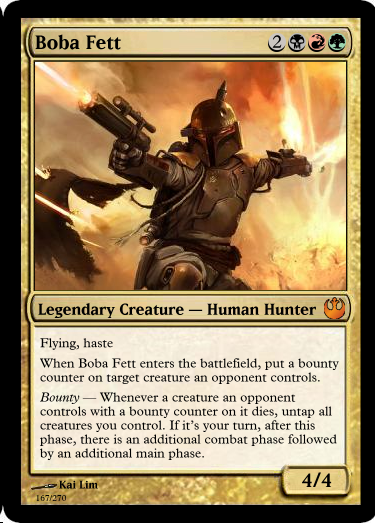 Boba Fett 2
Legendary Creature — Human Hunter
Flying, haste
When Boba Fett enters the battlefield, put a bounty
counter on target creature an opponent controls.
Bounty — Whenever a creature an opponent
controls with a bounty counter on it dies, untap all
creatures you control. If it's your turn, after this
phase, there is an additional combat phase followed
by an additional main phase.
4/4
Kai Lim
167/270